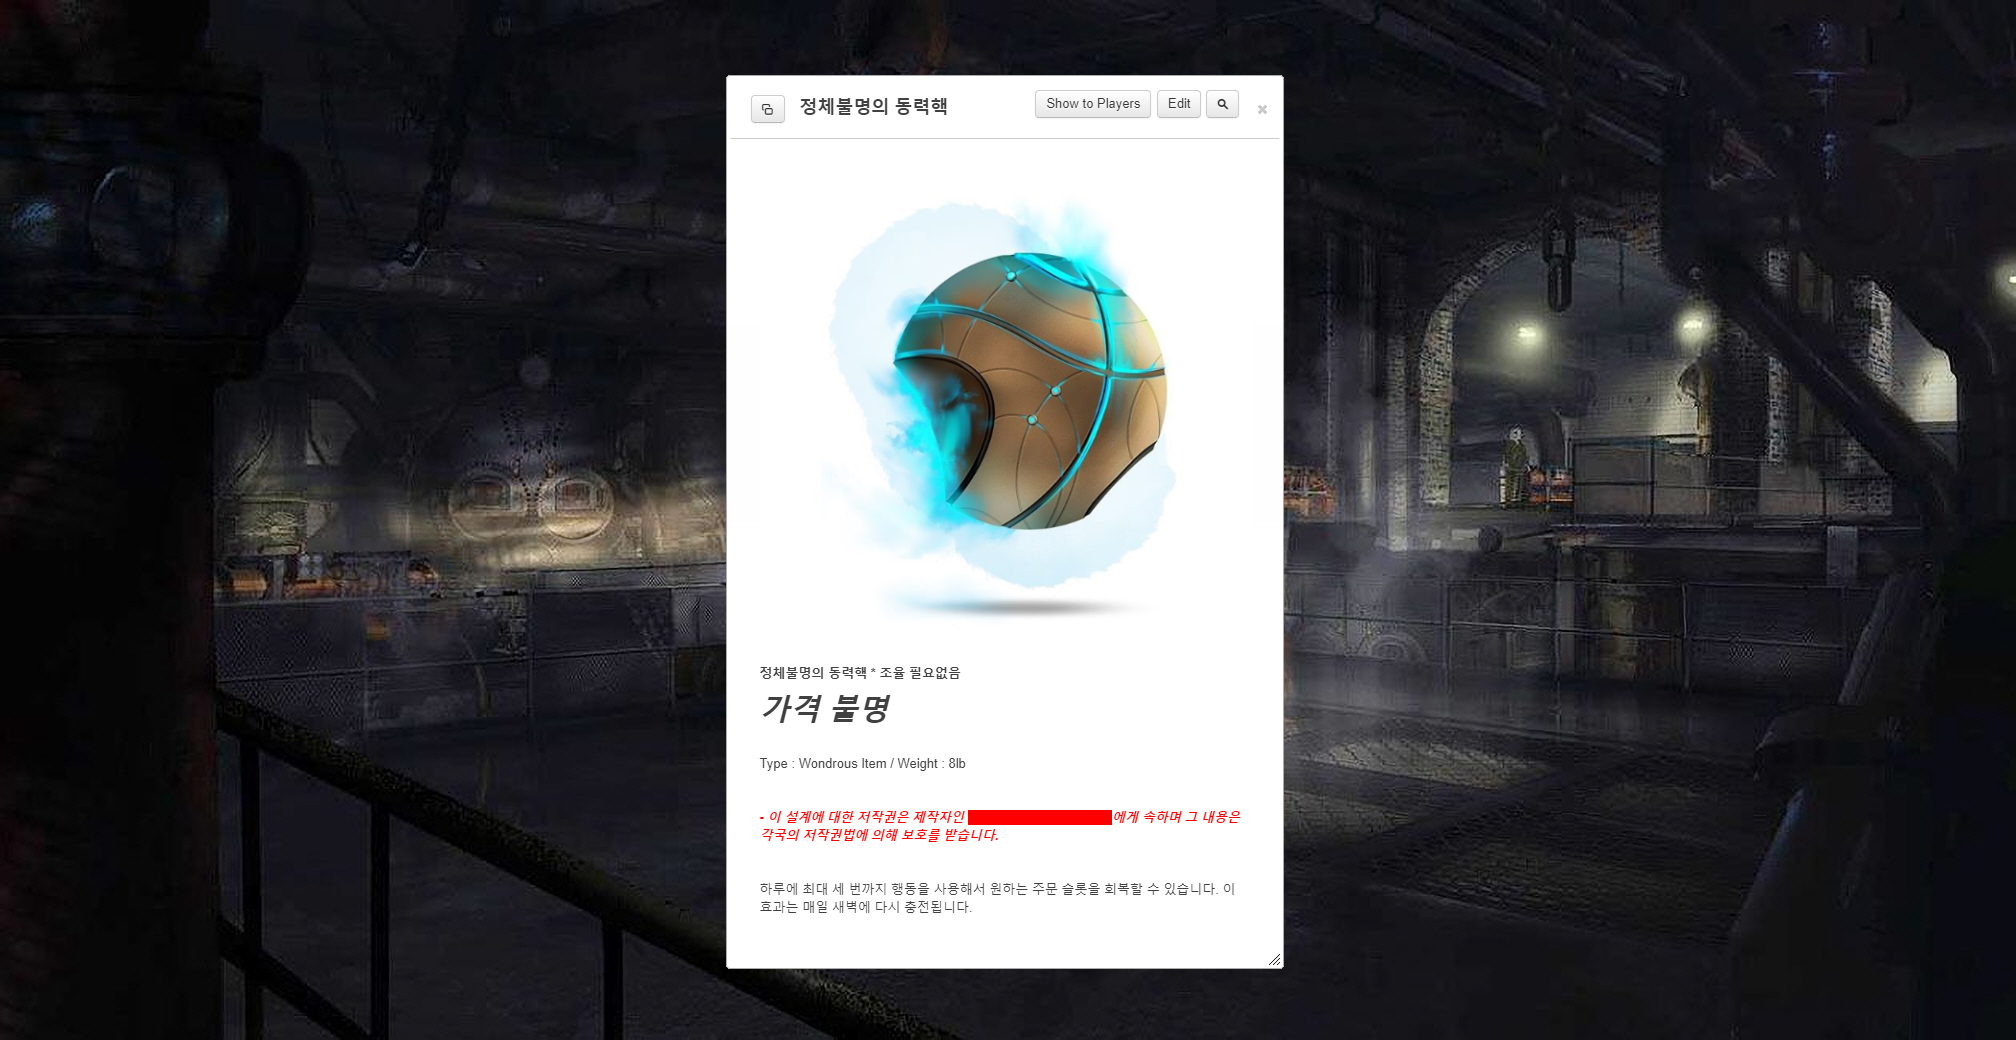 정체불명의 동력핵
Show to Players
Edit
정체불명의 동력핵 * 조율 필요없음
가격 불명
Type : Wondrous Item / Weight : 8lb
- 이 설계에 대한 저작권은 제작자인 에게 속하며 그 내용은
각국의 저작권법에 의해 보호를 받습니다.
하루에 최대 세 번까지 행동을 사용해서 원하는 주문 슬롯을 회복할 수 있습니다. 이
효과는 매일 새벽에 다시 충전됩니다.